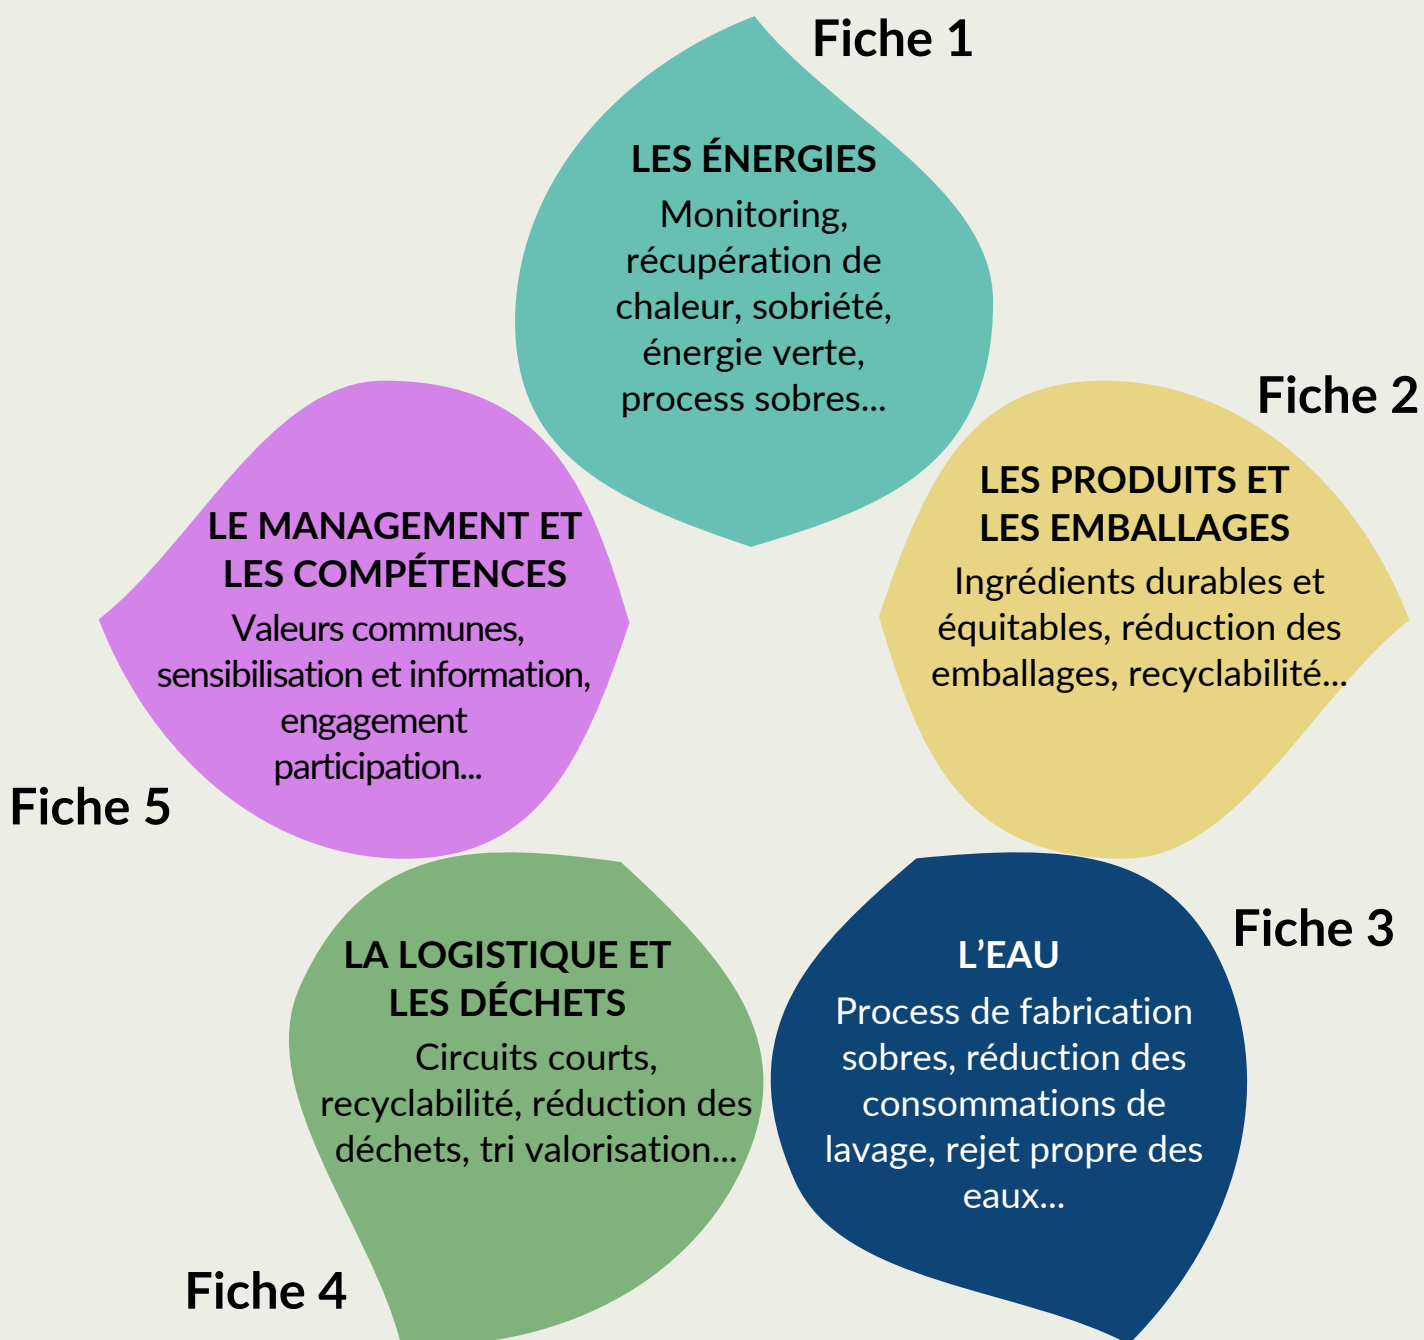 Fiche 1
LES ÉNERGIES
Monitoring,
récupération de
chaleur, sobriété,
énergie verte,
process sobres...
Fiche 2
LES PRODUITS ET
LES EMBALLAGES
Ingrédients durables et
équitables, réduction des
emballages, recyclabilité...
Fiche 3
L’EAU
Process de fabrication
sobres, réduction des
consommations de
lavage, rejet propre des
eaux...
LA LOGISTIQUE ET
LES DÉCHETS
Circuits courts,
recyclabilité, réduction des
déchets, tri valorisation...
Fiche 4
LE MANAGEMENT ET
LES COMPÉTENCES
Valeurs communes,
sensibilisation et information,
engagement
participation...
Fiche 5